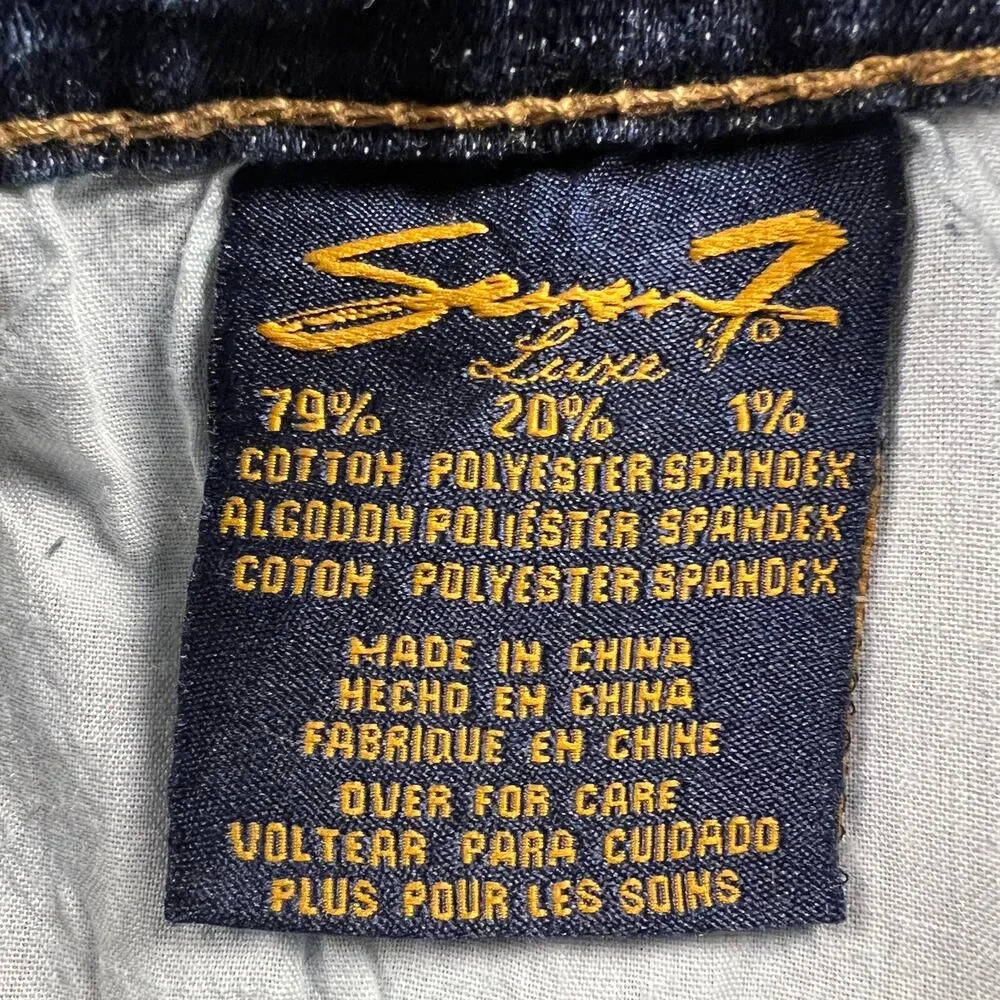 Seven7®
Luxe
79% 20% 1%
COTTON POLYESTER SPANDEX
ALGODON POLIÉSTER SPANDEX
COTON POLYESTER SPANDEX
MADE IN CHINA
HECHO EN CHINA
FABRIQUE EN CHINE
OVER FOR CARE
VOLTEAR PARA CUIDADO
PLUS POUR LES SOINS